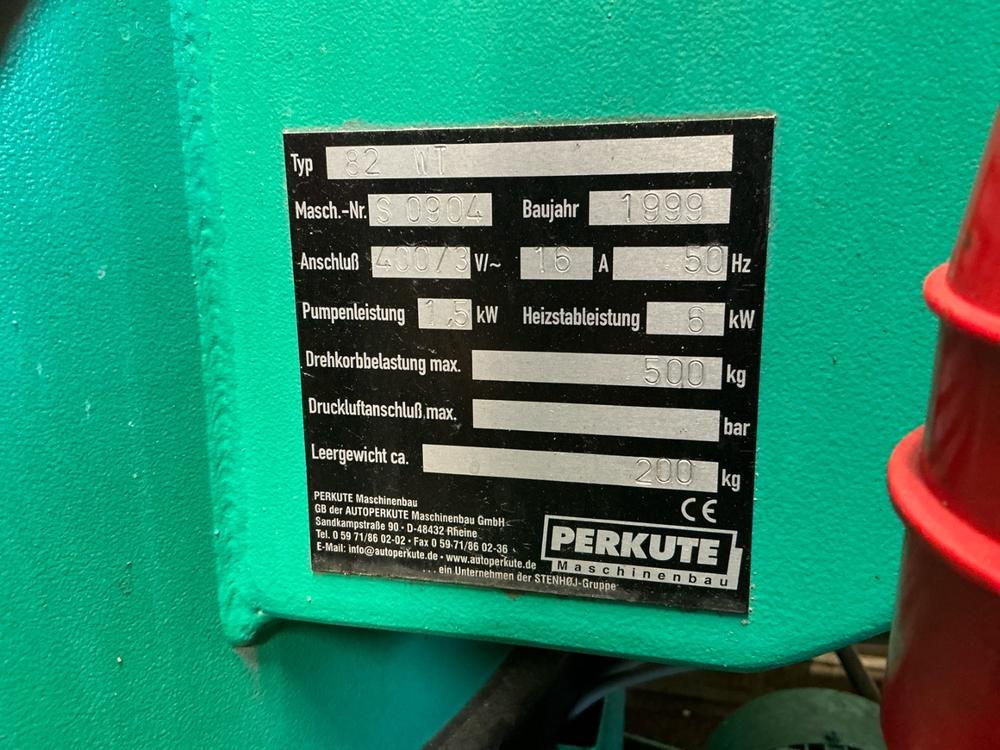 Typ 82 WT
Masch.-Nr. S 0904 Baujahr 1999
Anschluß 400/3 V/~ 16 A 50 Hz
Pumpenleistung 1,5 kW Heizstableistung 6 kW
Drehkorbbelastung max. 500 kg
Druckluftanschluß max. bar
Leergewicht ca. 200 kg
CE
PERKUTE Maschinenbau
GB der AUTOPERKUTE Maschinenbau GmbH
Sandkampstraße 90 · D-48432 Rheine
Tel. 0 59 71/86 02-02 · Fax 0 59-71/86 02-36
E-Mail: info@autoperkute.de · www.autoperkute.de
... ein Unternehmen der STENHØJ-Gruppe
PERKUTE
Maschinenbau